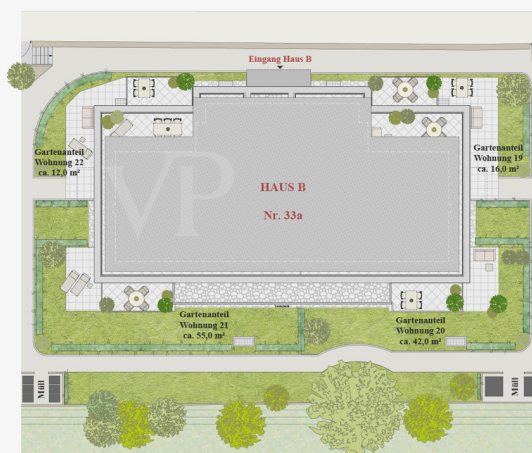 Eingang Haus B
Gartenanteil
Wohnung 22
ca. 12,0 m²
Gartenanteil
Wohnung 19
ca. 16,0 m²
VP
HAUS B
Nr. 33a
Gartenanteil
Wohnung 21
ca. 55,0 m²
Gartenanteil
Wohnung 20
ca. 42,0 m²
Müll
Müll